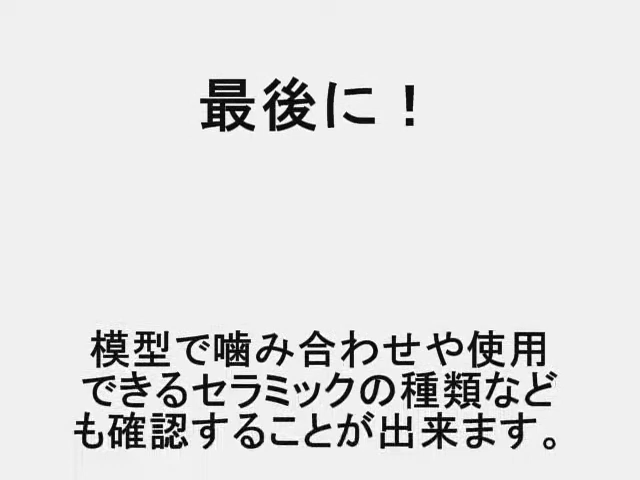 最後に！
模型で噛み合わせや使用
できるセラミックの種類など
も確認することが出来ます。